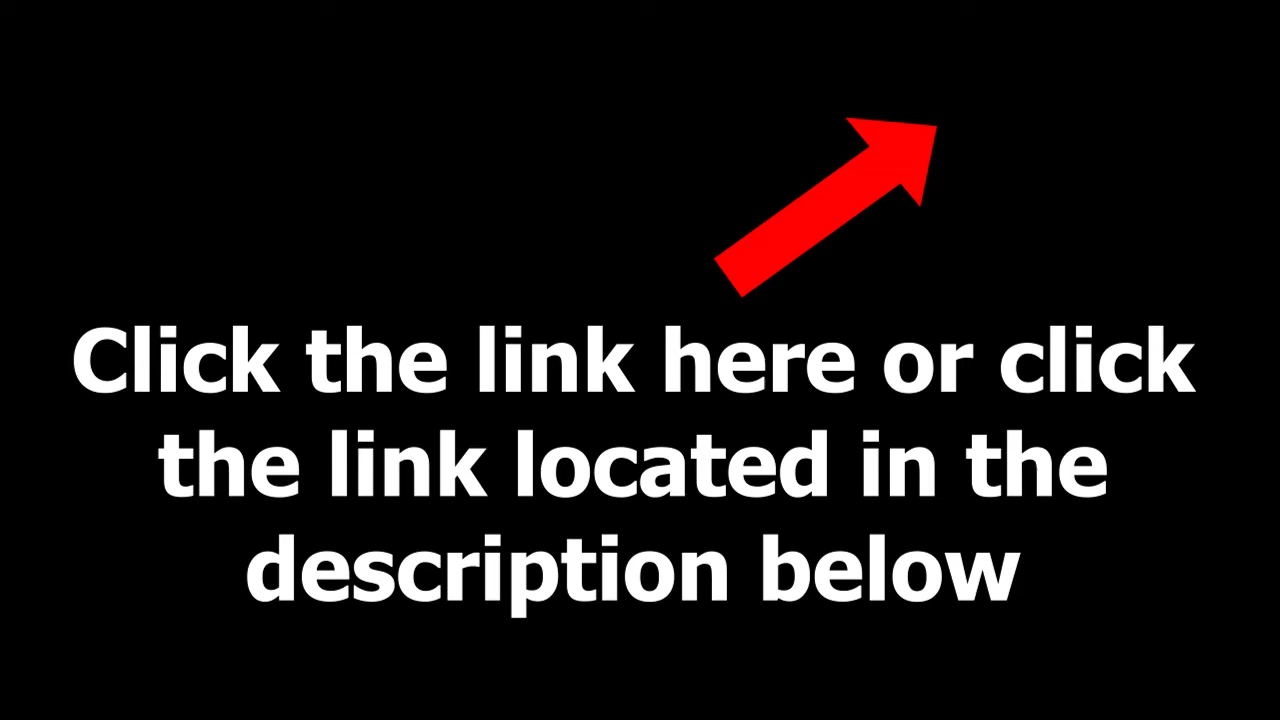 Click the link here or click
the link located in the
description below